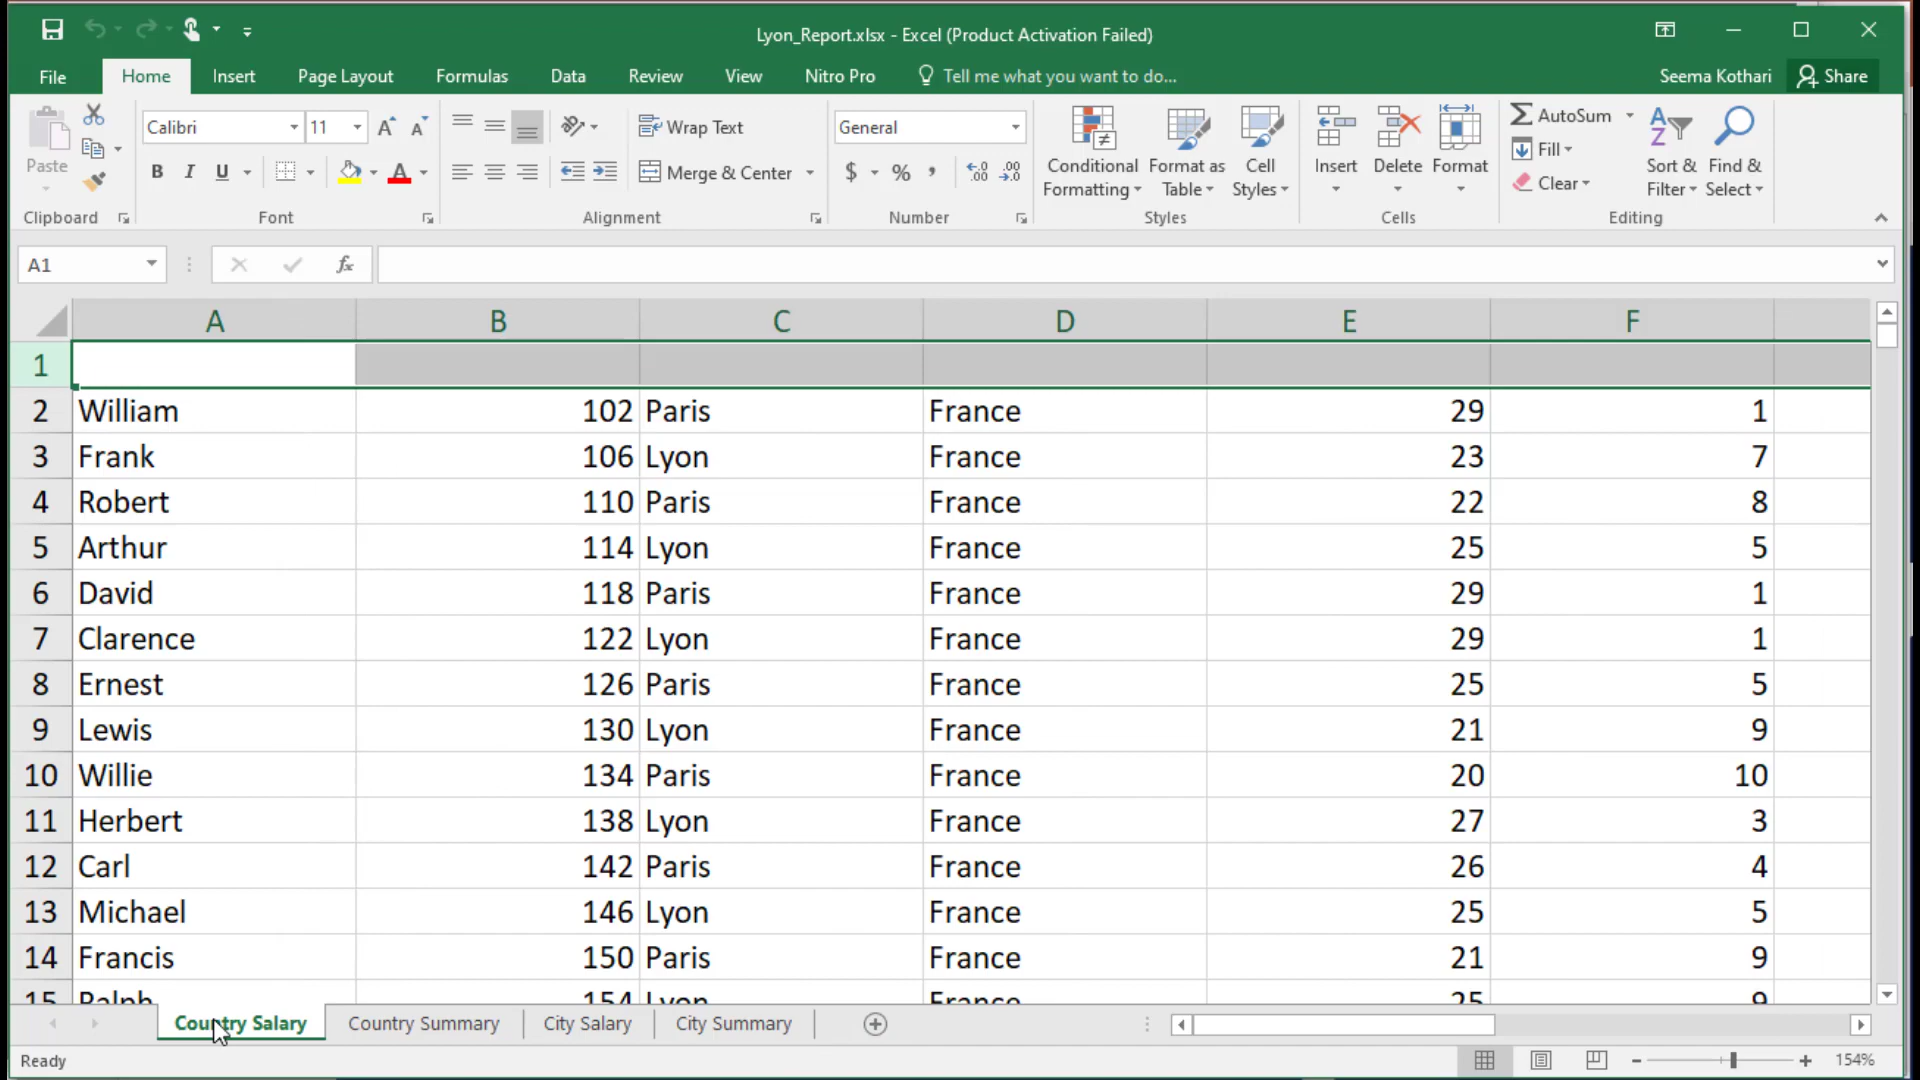 Lyon_Report.xlsx - Excel (Product Activation Failed)
File Home Insert Page Layout Formulas Data Review View Nitro Pro Tell me what you want to do... Seema Kothari Share
Paste
Clipboard
Calibri 11
A A
B I U A
Font
Wrap Text
Merge & Center
Alignment
General
$ % , .0 .00 .00 .0
Number
Conditional Formatting
Format as Table
Cell Styles
Styles
Insert Delete Format
Cells
AutoSum
Fill
Clear
Sort & Filter
Find & Select
Editing
A1 fx
A B C D E F
1
2 William 102 Paris France 29 1
3 Frank 106 Lyon France 23 7
4 Robert 110 Paris France 22 8
5 Arthur 114 Lyon France 25 5
6 David 118 Paris France 29 1
7 Clarence 122 Lyon France 29 1
8 Ernest 126 Paris France 25 5
9 Lewis 130 Lyon France 21 9
10 Willie 134 Paris France 20 10
11 Herbert 138 Lyon France 27 3
12 Carl 142 Paris France 26 4
13 Michael 146 Lyon France 25 5
14 Francis 150 Paris France 21 9
15 Ralph 154 Lyon France 25 9
Country Salary Country Summary City Salary City Summary
Ready 154%